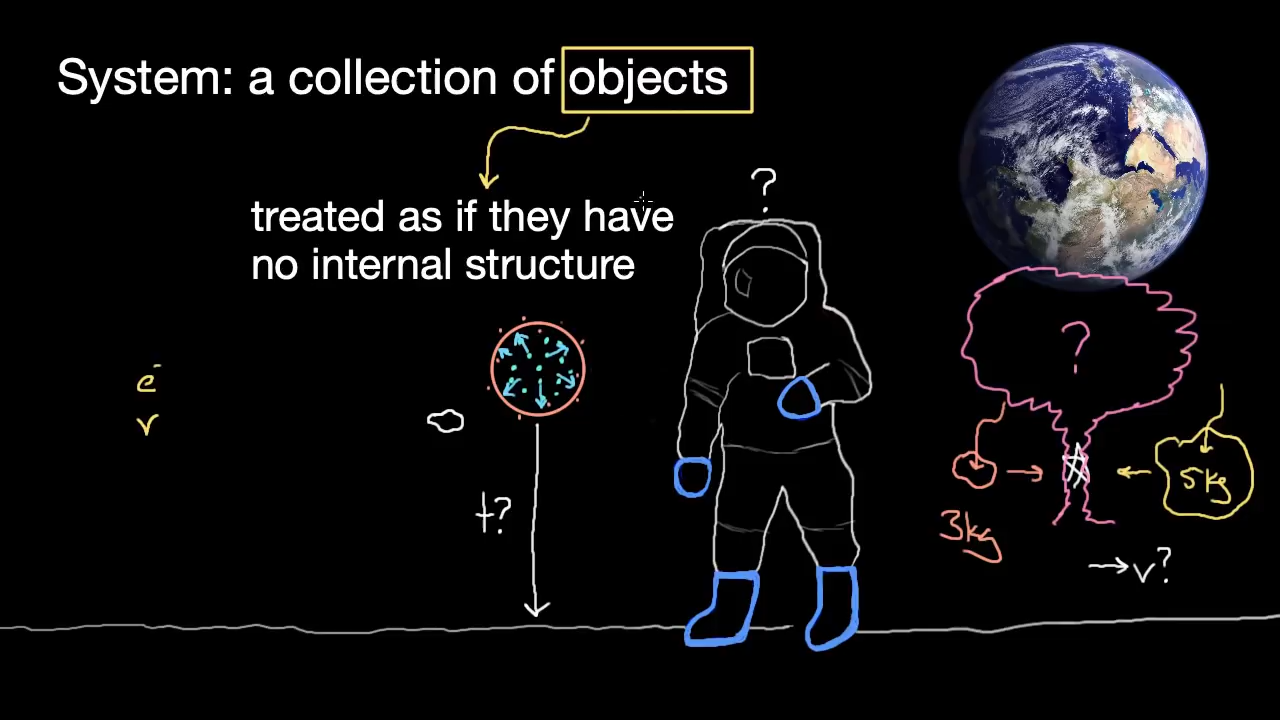 System: a collection of objects
treated as if they have
no internal structure
?
?
e-
v
t?
5kg
3kg
→v?